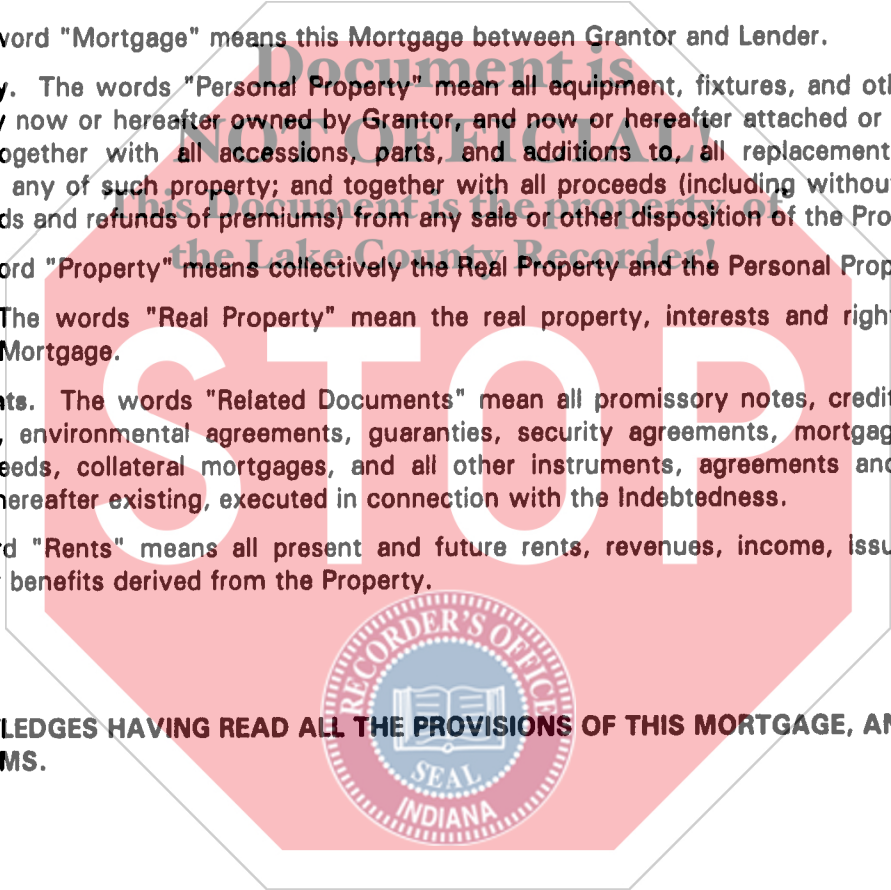 word "Mortgage" means this Mortgage between Grantor and Lender.
Document is
y. The words "Personal Property" mean all equipment, fixtures, and oth
y now or hereafter owned by Grantor, and now or hereafter attached or
NOT OFFICIAL!
ogether with all accessions, parts, and additions to, all replacement
any of such property; and together with all proceeds (including withou
This Document is the property of
ds and refunds of premiums) from any sale or other disposition of the Pro
the Lake County Recorder!
ord "Property" means collectively the Real Property and the Personal Prop
The words "Real Property" mean the real property, interests and righ
Mortgage.
STOP
nts. The words "Related Documents" mean all promissory notes, credit
, environmental agreements, guaranties, security agreements, mortgag
eeds, collateral mortgages, and all other instruments, agreements and
hereafter existing, executed in connection with the Indebtedness.
rd "Rents" means all present and future rents, revenues, income, issu
benefits derived from the Property.
RECORDER'S OFFICE
LEDGES HAVING READ ALL THE PROVISIONS OF THIS MORTGAGE, AN
MS.
SEAL
INDIANA